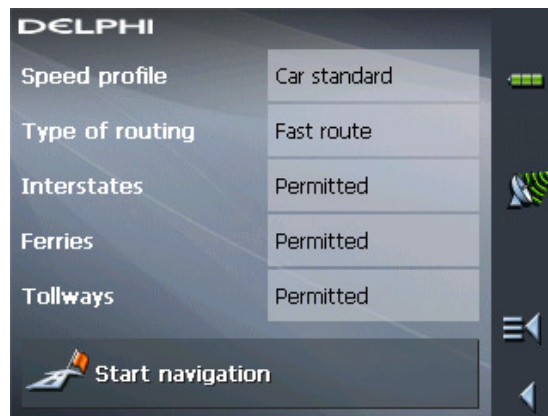 DELPHI
Speed profile Car standard
Type of routing Fast route
Interstates Permitted
Ferries Permitted
Tollways Permitted
Start navigation